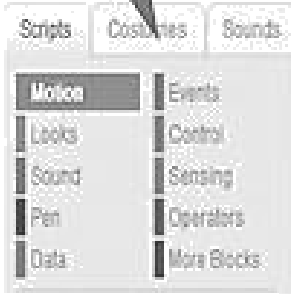 Scripts Costumes Sounds
Motion Events
Looks Control
Sound Sensing
Pen Operators
Data More Blocks